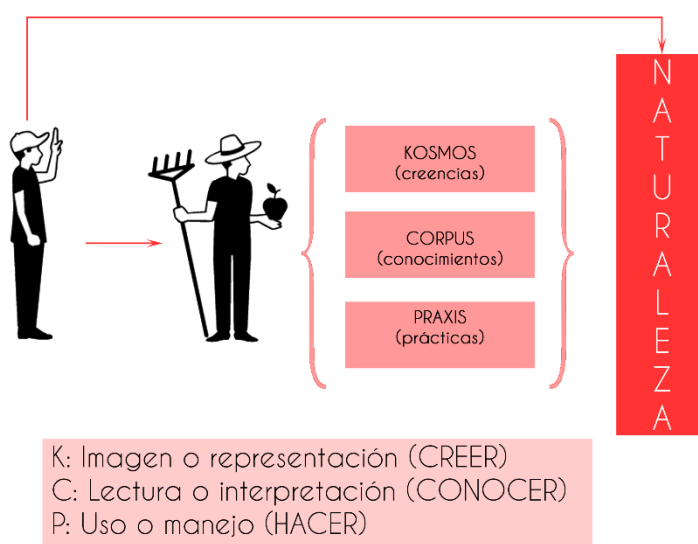 KOSMOS
(creencias)
CORPUS
(conocimientos)
PRAXIS
(prácticas)
NATURALEZA
K: Imagen o representación (CREER)
C: Lectura o interpretación (CONOCER)
P: Uso o manejo (HACER)